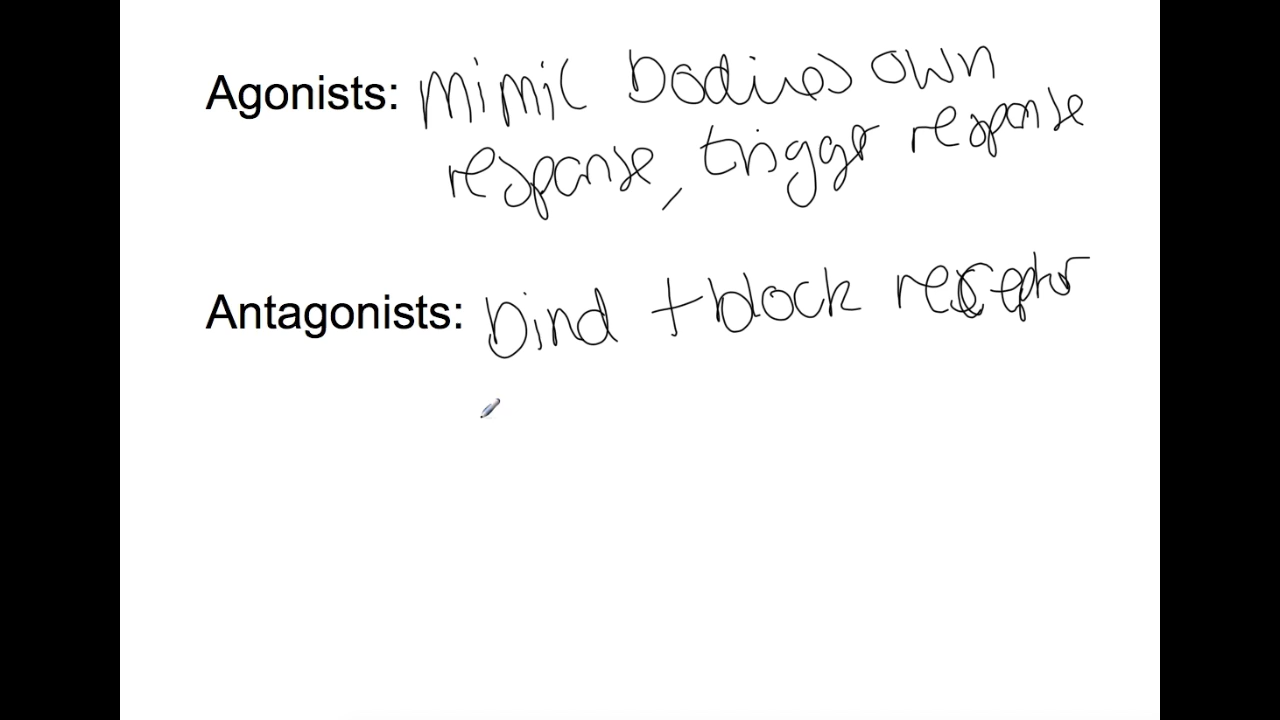 Agonists: mimic bodies own
response, trigger response
Antagonists: bind + block receptor